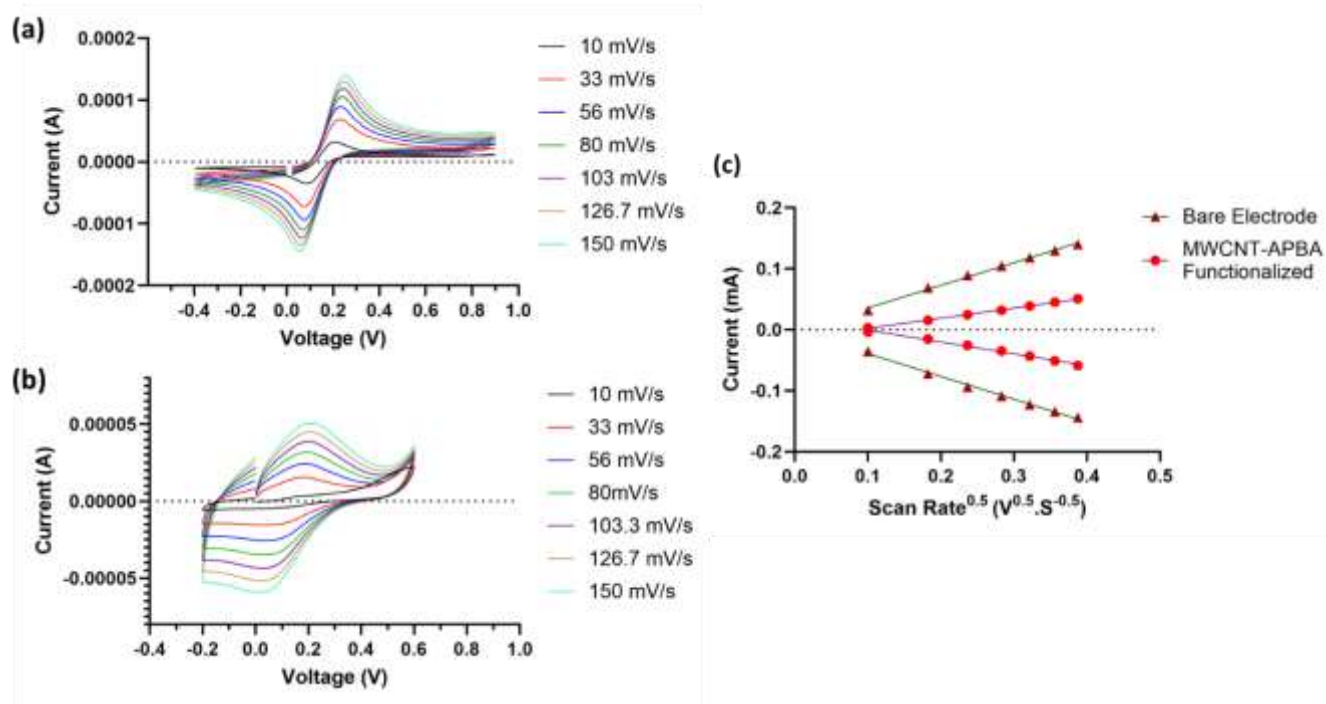 (a)
0.0002
0.0001
0.0000
-0.0001
-0.0002
Current (A)
-0.4 -0.2 0.0 0.2 0.4 0.6 0.8 1.0
Voltage (V)
10 mV/s
33 mV/s
56 mV/s
80 mV/s
103 mV/s
126.7 mV/s
150 mV/s
(b)
0.00005
0.00000
-0.00005
Current (A)
-0.4 -0.2 0.0 0.2 0.4 0.6 0.8 1.0
Voltage (V)
10 mV/s
33 mV/s
56 mV/s
80mV/s
103.3 mV/s
126.7 mV/s
150 mV/s
(c)
0.2
0.1
0.0
-0.1
-0.2
Current (mA)
0.0 0.1 0.2 0.3 0.4 0.5
Scan Rate^0.5 (V^0.5.S^-0.5)
Bare Electrode
MWCNT-APBA
Functionalized